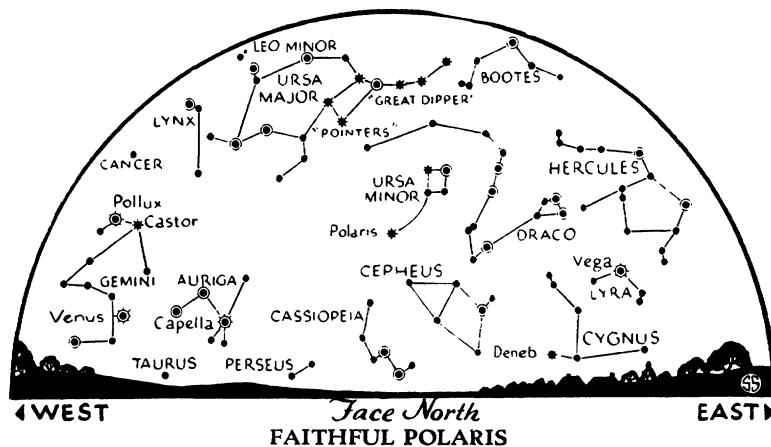 LEO MINOR
URSA
MAJOR
"GREAT DIPPER"
BOOTES
LYNX
"POINTERS"
CANCER
HERCULES
URSA
MINOR
Pollux
Castor
Polaris
DRACO
GEMINI
AURIGA
CEPHEUS
Vega
LYRA
Venus
Capella
CASSIOPEIA
CYGNUS
TAURUS
PERSEUS
Deneb
SS
WEST
Face North
EAST
FAITHFUL POLARIS